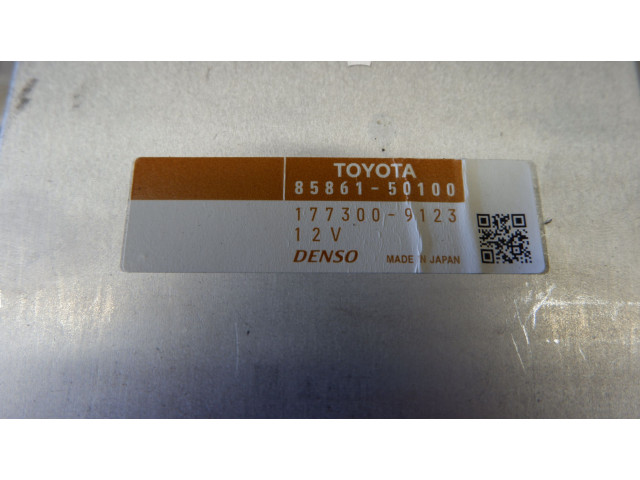 TOYOTA
85861-50100
177300-9123
12V
DENSO MADE IN JAPAN